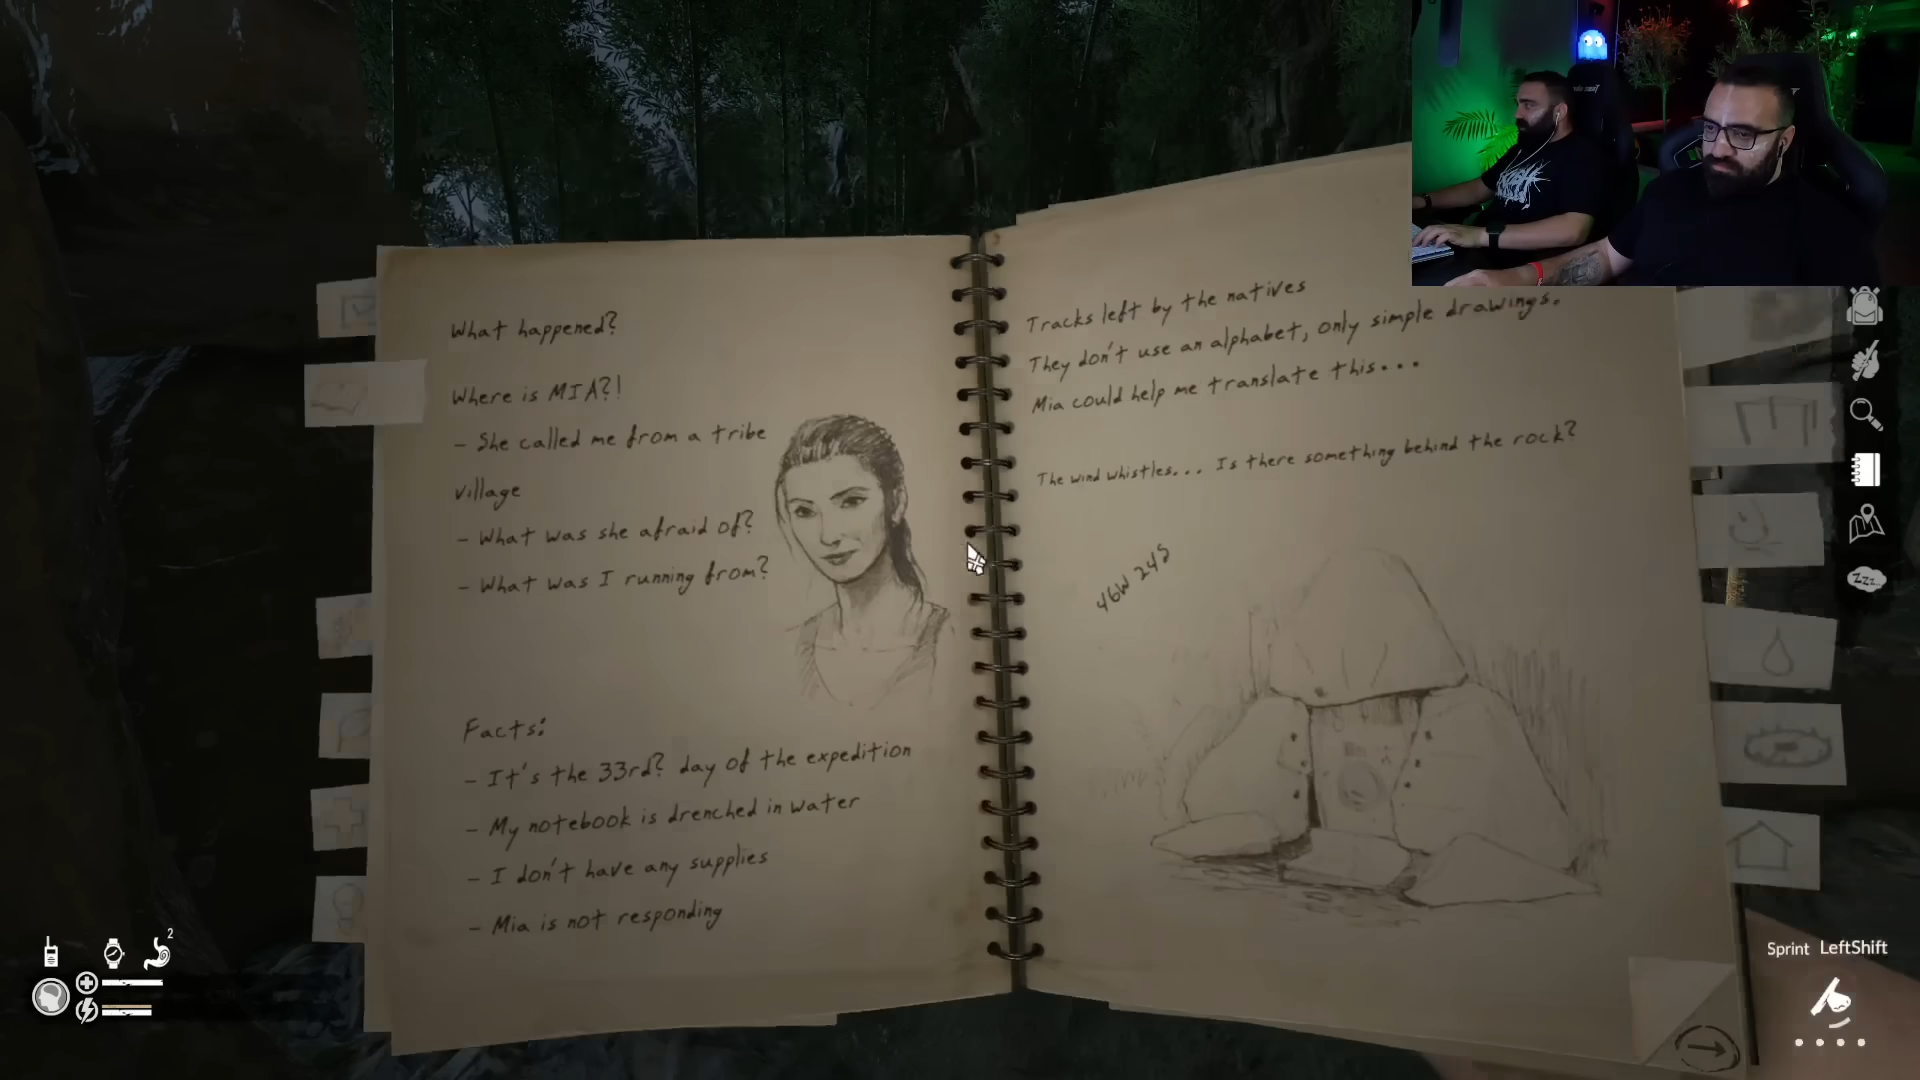 What happened?
Where is MIA?!
- She called me from a tribe
village
- What was she afraid of?
- What was I running from?
Facts:
- It's the 33rd? day of the expedition
- My notebook is drenched in water
- I don't have any supplies
- Mia is not responding
Tracks left by the natives
They don't use an alphabet, only simple drawings.
Mia could help me translate this...
The wind whistles... Is there something behind the rock?
46W 24S
Zzz
2
Sprint LeftShift